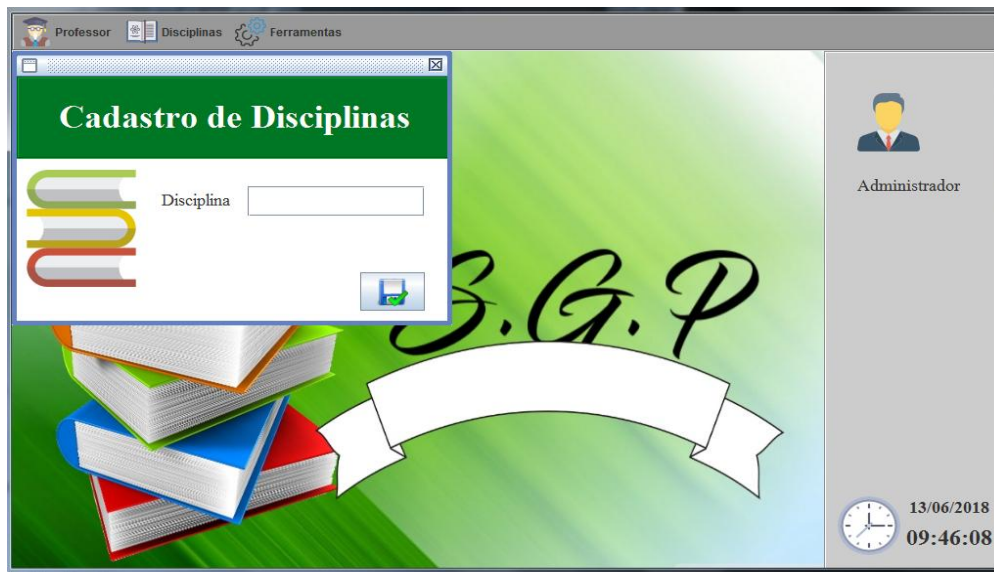 Professor Disciplinas Ferramentas
Cadastro de Disciplinas
Disciplina
S.G.P
Administrador
13/06/2018
09:46:08